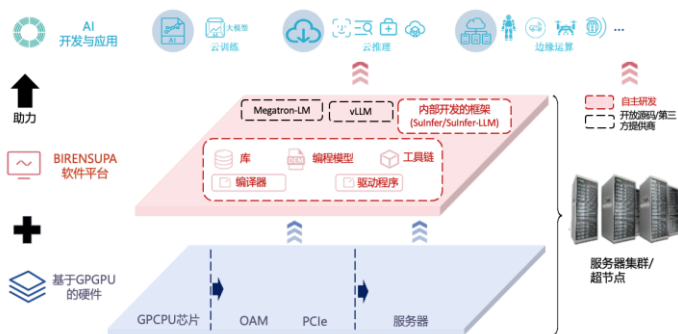 AI
开发与应用
AI
大模型
云训练
云推理
边缘运算
...
助力
Megatron-LM
vLLM
内部开发的框架
(SuInfer/SuInfer-LLM)
自主研发
开放源码/第三
方提供商
BIRENSUPA
软件平台
库
DEM
编程模型
工具链
编译器
驱动程序
基于GPGPU
的硬件
服务器集群/
超节点
GPCPU芯片
OAM
PCIe
服务器